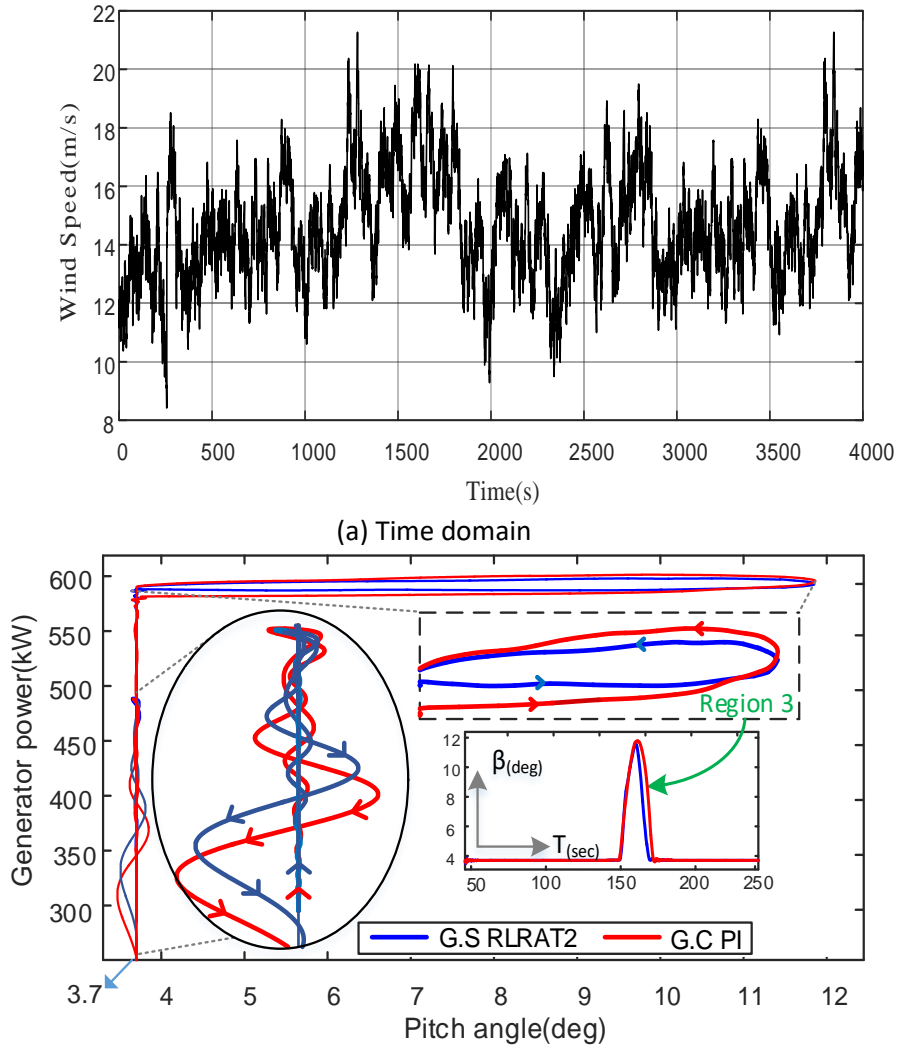 22
20
18
16
14
12
10
8
Wind Speed(m/s)
0 500 1000 1500 2000 2500 3000 3500 4000
Time(s)
(a) Time domain
600
550
500
450
400
350
300
Generator power(kW)
Region 3
12
10
8
6
4
β(deg)
T(sec)
50 100 150 200 250
G.S RLRAT2 G.C PI
3.7 4 5 6 7 8 9 10 11 12
Pitch angle(deg)